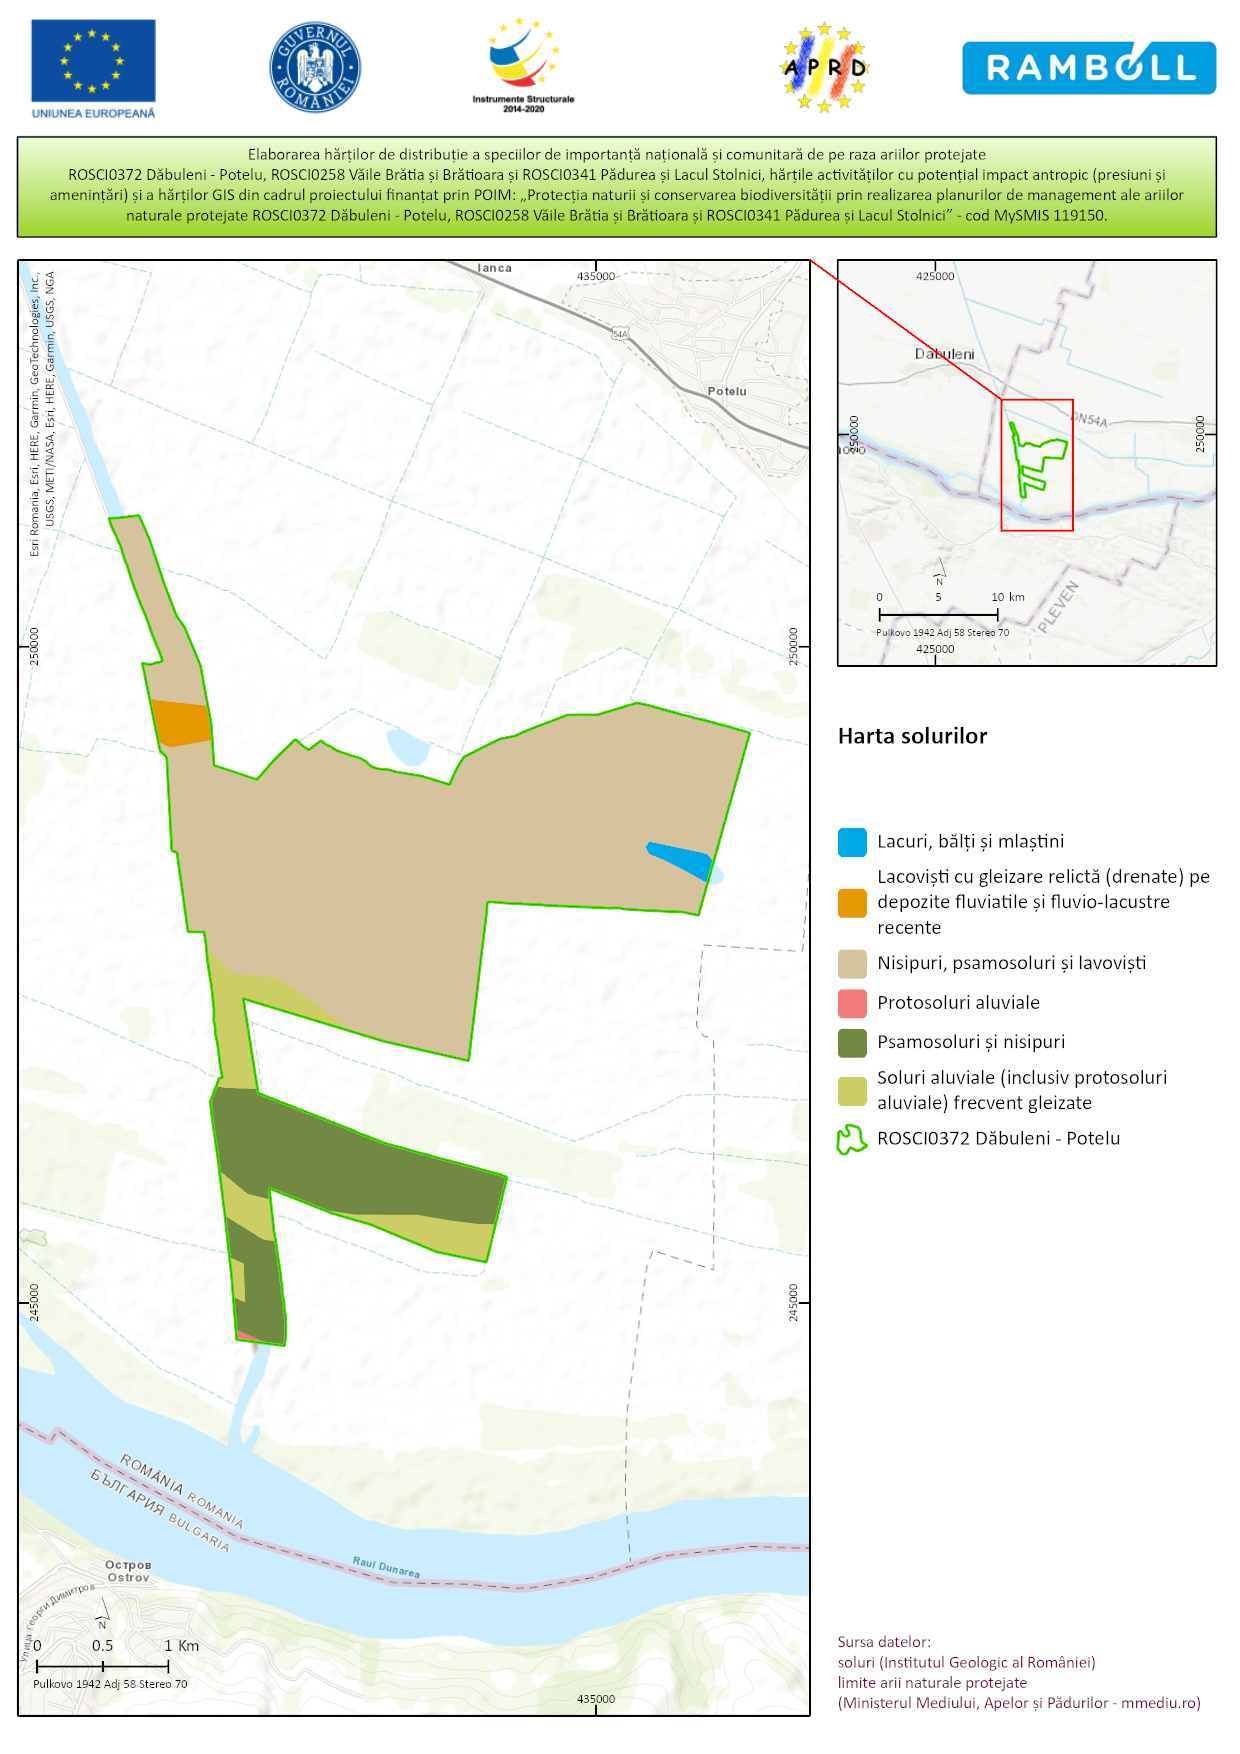 UNIUNEA EUROPEANĂ
GUVERNUL ROMÂNIEI
Instrumente Structurale
2014-2020
APRD
RAMBOLL
Elaborarea hărților de distribuție a speciilor de importanță națională și comunitară de pe raza ariilor protejate
ROSCI0372 Dăbuleni - Potelu, ROSCI0258 Văile Brătia și Brătioara și ROSCI0341 Pădurea și Lacul Stolnici, hărțile activităților cu potențial impact antropic (presiuni și
amenințări) și a hărților GIS din cadrul proiectului finanțat prin POIM: „Protecția naturii si conservarea biodiversității prin realizarea planurilor de management ale ariilor
naturale protejate ROSCI0372 Dăbuleni - Potelu, ROSCI0258 Văile Brătia și Brătioara și ROSCI0341 Pădurea și Lacul Stolnici” - cod MySMIS 119150.
Esri Romania, Esri, HERE, Garmin, GeoTechnologies, Inc.,
USGS, METI/NASA, Esri, HERE, Garmin, USGS, NGA
Ianca
435000
54A
Potelu
250000
250000
245000
245000
ROMÂNIA ROMANIA
БЪЛГАРИЯ BULGARIA
Raul Dunarea
Остров
Ostrov
Улица Георги Димитров
N
0 0.5 1 Km
Pulkovo 1942 Adj 58 Stereo 70
435000
425000
Dabuleni
DN54A
250000
250000
N
0 5 10 km
PLEVEN
Pulkovo 1942 Adj 58 Stereo 70
425000
Harta solurilor
Lacuri, bălți și mlaștini
Lacoviști cu gleizare relictă (drenate) pe
depozite fluviatile și fluvio-lacustre
recente
Nisipuri, psamosoluri și lavoviști
Protosoluri aluviale
Psamosoluri și nisipuri
Soluri aluviale (inclusiv protosoluri
aluviale) frecvent gleizate
ROSCI0372 Dăbuleni - Potelu
Sursa datelor:
soluri (Institutul Geologic al României)
limite arii naturale protejate
(Ministerul Mediului, Apelor și Pădurilor - mmediu.ro)